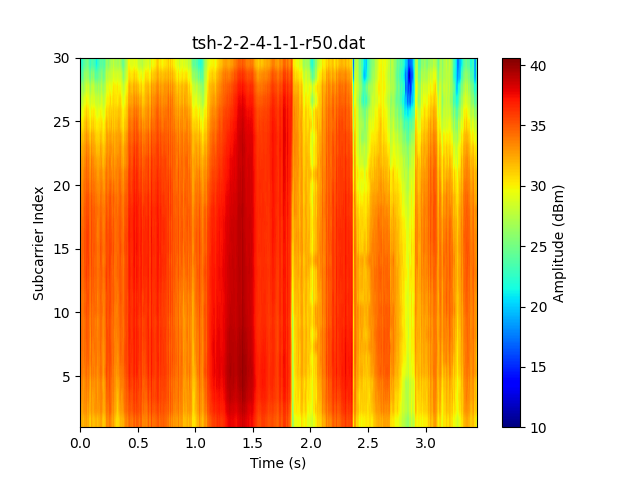 tsh-2-2-4-1-1-r50.dat
30
25
20
15
10
5
Subcarrier Index
0.0 0.5 1.0 1.5 2.0 2.5 3.0
Time (s)
40
35
30
25
20
15
10
Amplitude (dBm)